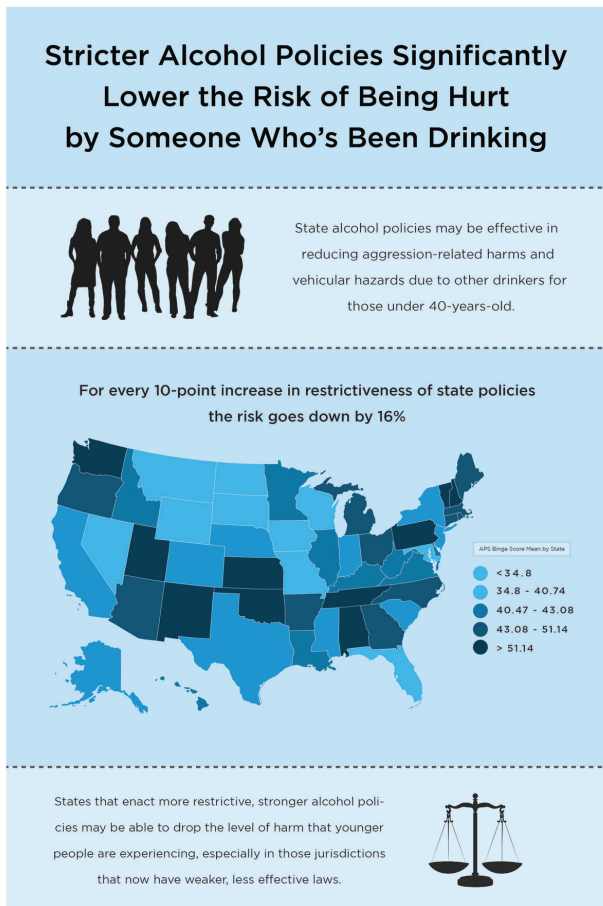 Stricter Alcohol Policies Significantly
Lower the Risk of Being Hurt
by Someone Who's Been Drinking
State alcohol policies may be effective in
reducing aggression-related harms and
vehicular hazards due to other drinkers for
those under 40-years-old.
For every 10-point increase in restrictiveness of state policies
the risk goes down by 16%
APS Binge Score Mean by State
<34.8
34.8 - 40.74
40.47 - 43.08
43.08 - 51.14
> 51.14
States that enact more restrictive, stronger alcohol poli-
cies may be able to drop the level of harm that younger
people are experiencing, especially in those jurisdictions
that now have weaker, less effective laws.